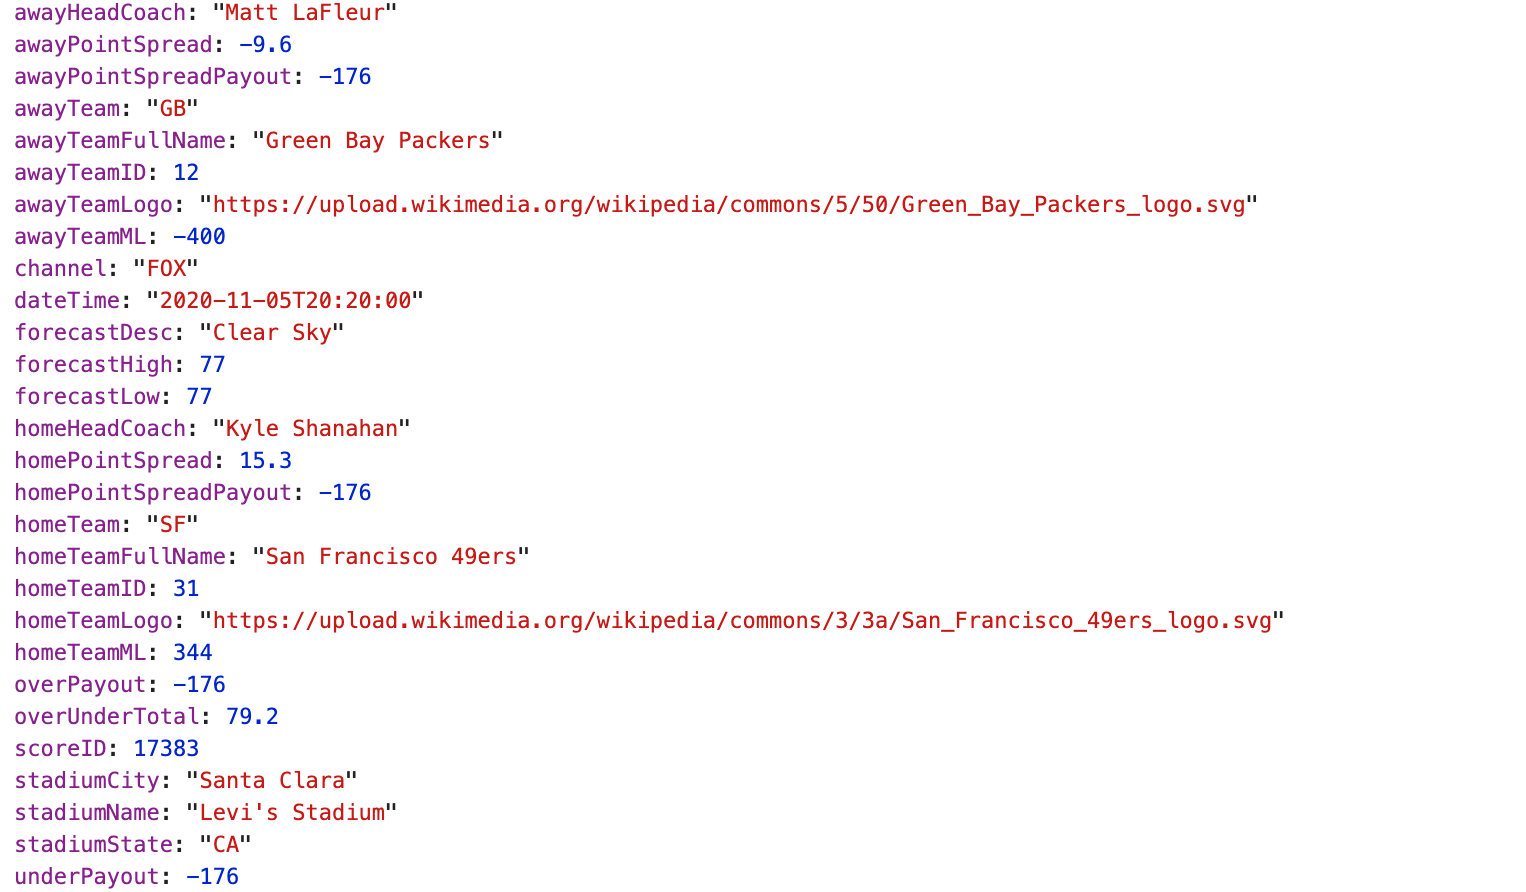 awayHeadCoach: "Matt LaFleur"
awayPointSpread: -9.6
awayPointSpreadPayout: -176
awayTeam: "GB"
awayTeamFullName: "Green Bay Packers"
awayTeamID: 12
awayTeamLogo: "https://upload.wikimedia.org/wikipedia/commons/5/50/Green_Bay_Packers_logo.svg"
awayTeamML: -400
channel: "FOX"
dateTime: "2020-11-05T20:20:00"
forecastDesc: "Clear Sky"
forecastHigh: 77
forecastLow: 77
homeHeadCoach: "Kyle Shanahan"
homePointSpread: 15.3
homePointSpreadPayout: -176
homeTeam: "SF"
homeTeamFullName: "San Francisco 49ers"
homeTeamID: 31
homeTeamLogo: "https://upload.wikimedia.org/wikipedia/commons/3/3a/San_Francisco_49ers_logo.svg"
homeTeamML: 344
overPayout: -176
overUnderTotal: 79.2
scoreID: 17383
stadiumCity: "Santa Clara"
stadiumName: "Levi's Stadium"
stadiumState: "CA"
underPayout: -176